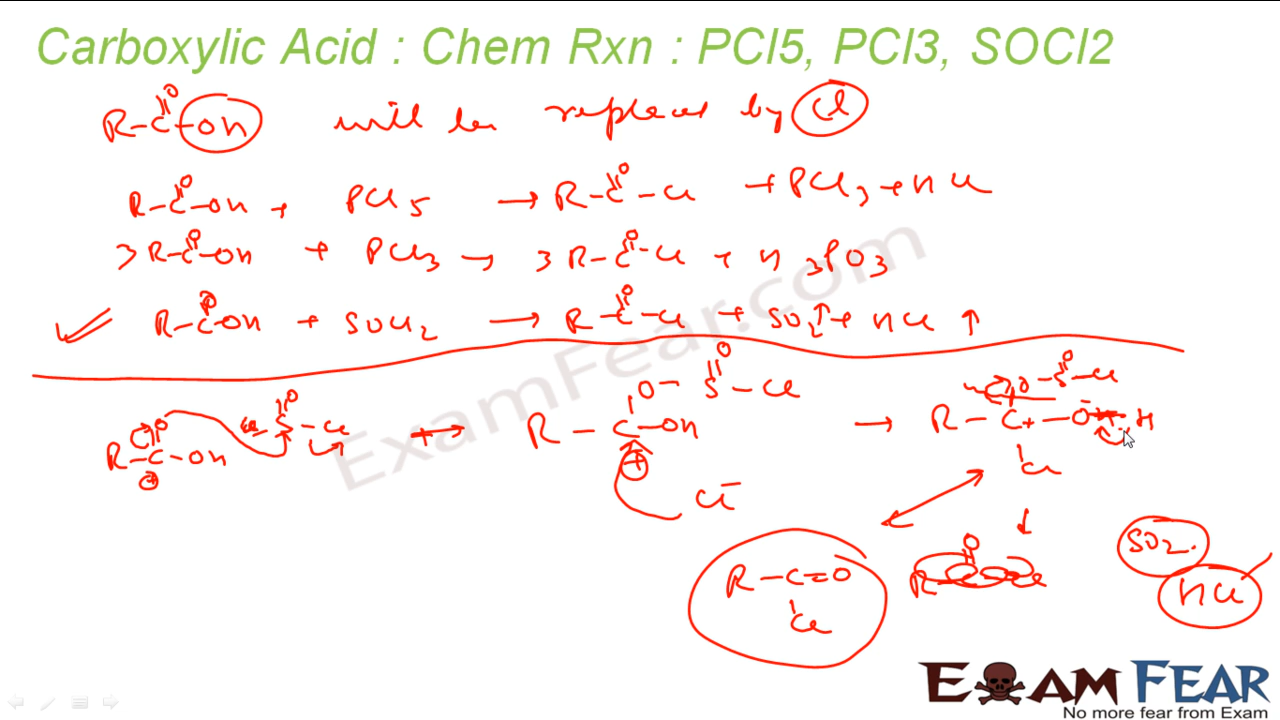 Carboxylic Acid : Chem Rxn : PCl5, PCl3, SOCl2
R-C(=O)-OH will be replaced by Cl
R-C(=O)-OH + PCl5 → R-C(=O)-Cl + PCl3 + HCl
3R-C(=O)-OH + PCl3 → 3R-C(=O)-Cl + H3PO3
R-C(=O)-OH + SOCl2 → R-C(=O)-Cl + SO2↑ + HCl ↑
R-C(=O)-OH Cl-S(=O)-Cl + → R-C(O-S(=O)-Cl)-OH ⊕ Cl- → R-C(O-S(=O)-Cl)(Cl)-O-H
R-C=O
Cl
SO2.
HCl
ExamFear.com
EXAM FEAR
No more fear from Exam